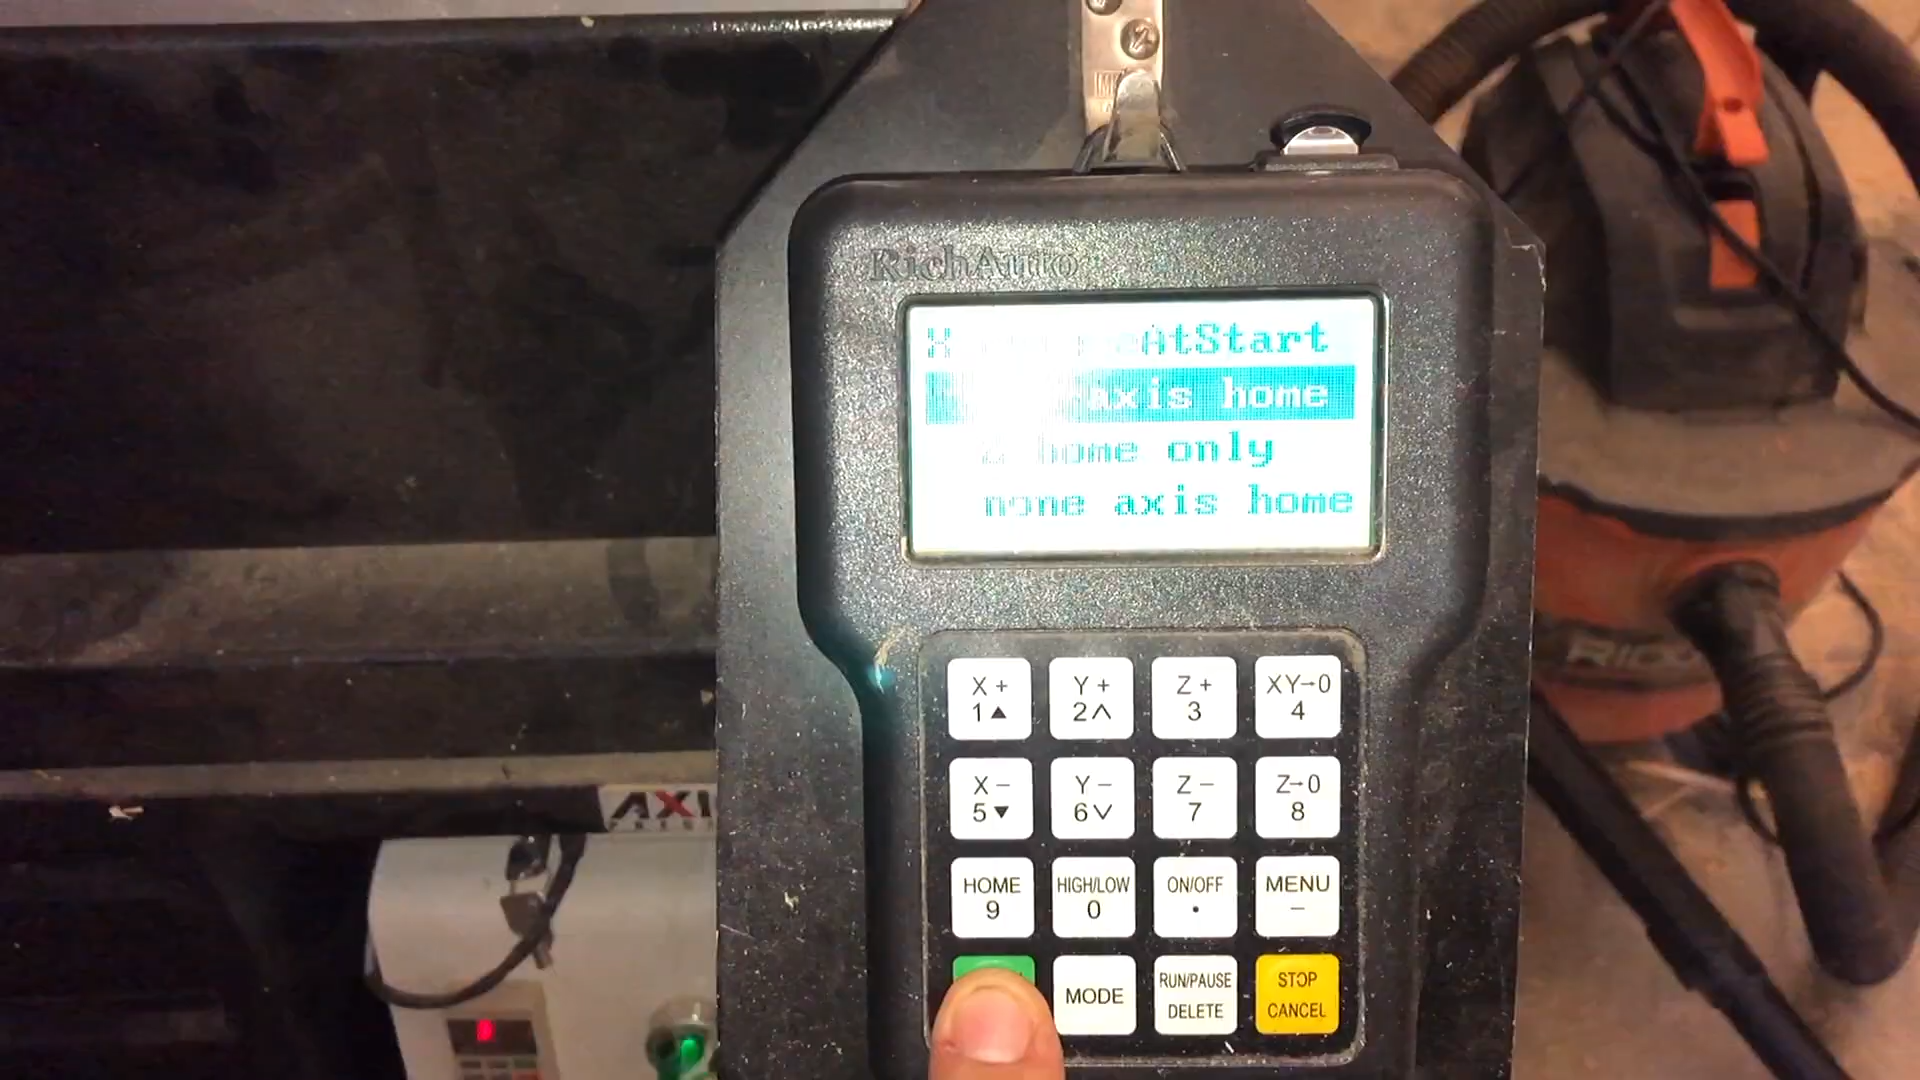 RichAuto
X AtStart
axis home
Z home only
none axis home
X+ Y+ Z+ XY→0
1▲ 2∧ 3 4
X− Y− Z− Z→0
5▼ 6∨ 7 8
HOME HIGH/LOW ON/OFF MENU
9 0 • −
MODE RUN/PAUSE STOP
DELETE CANCEL
AXI